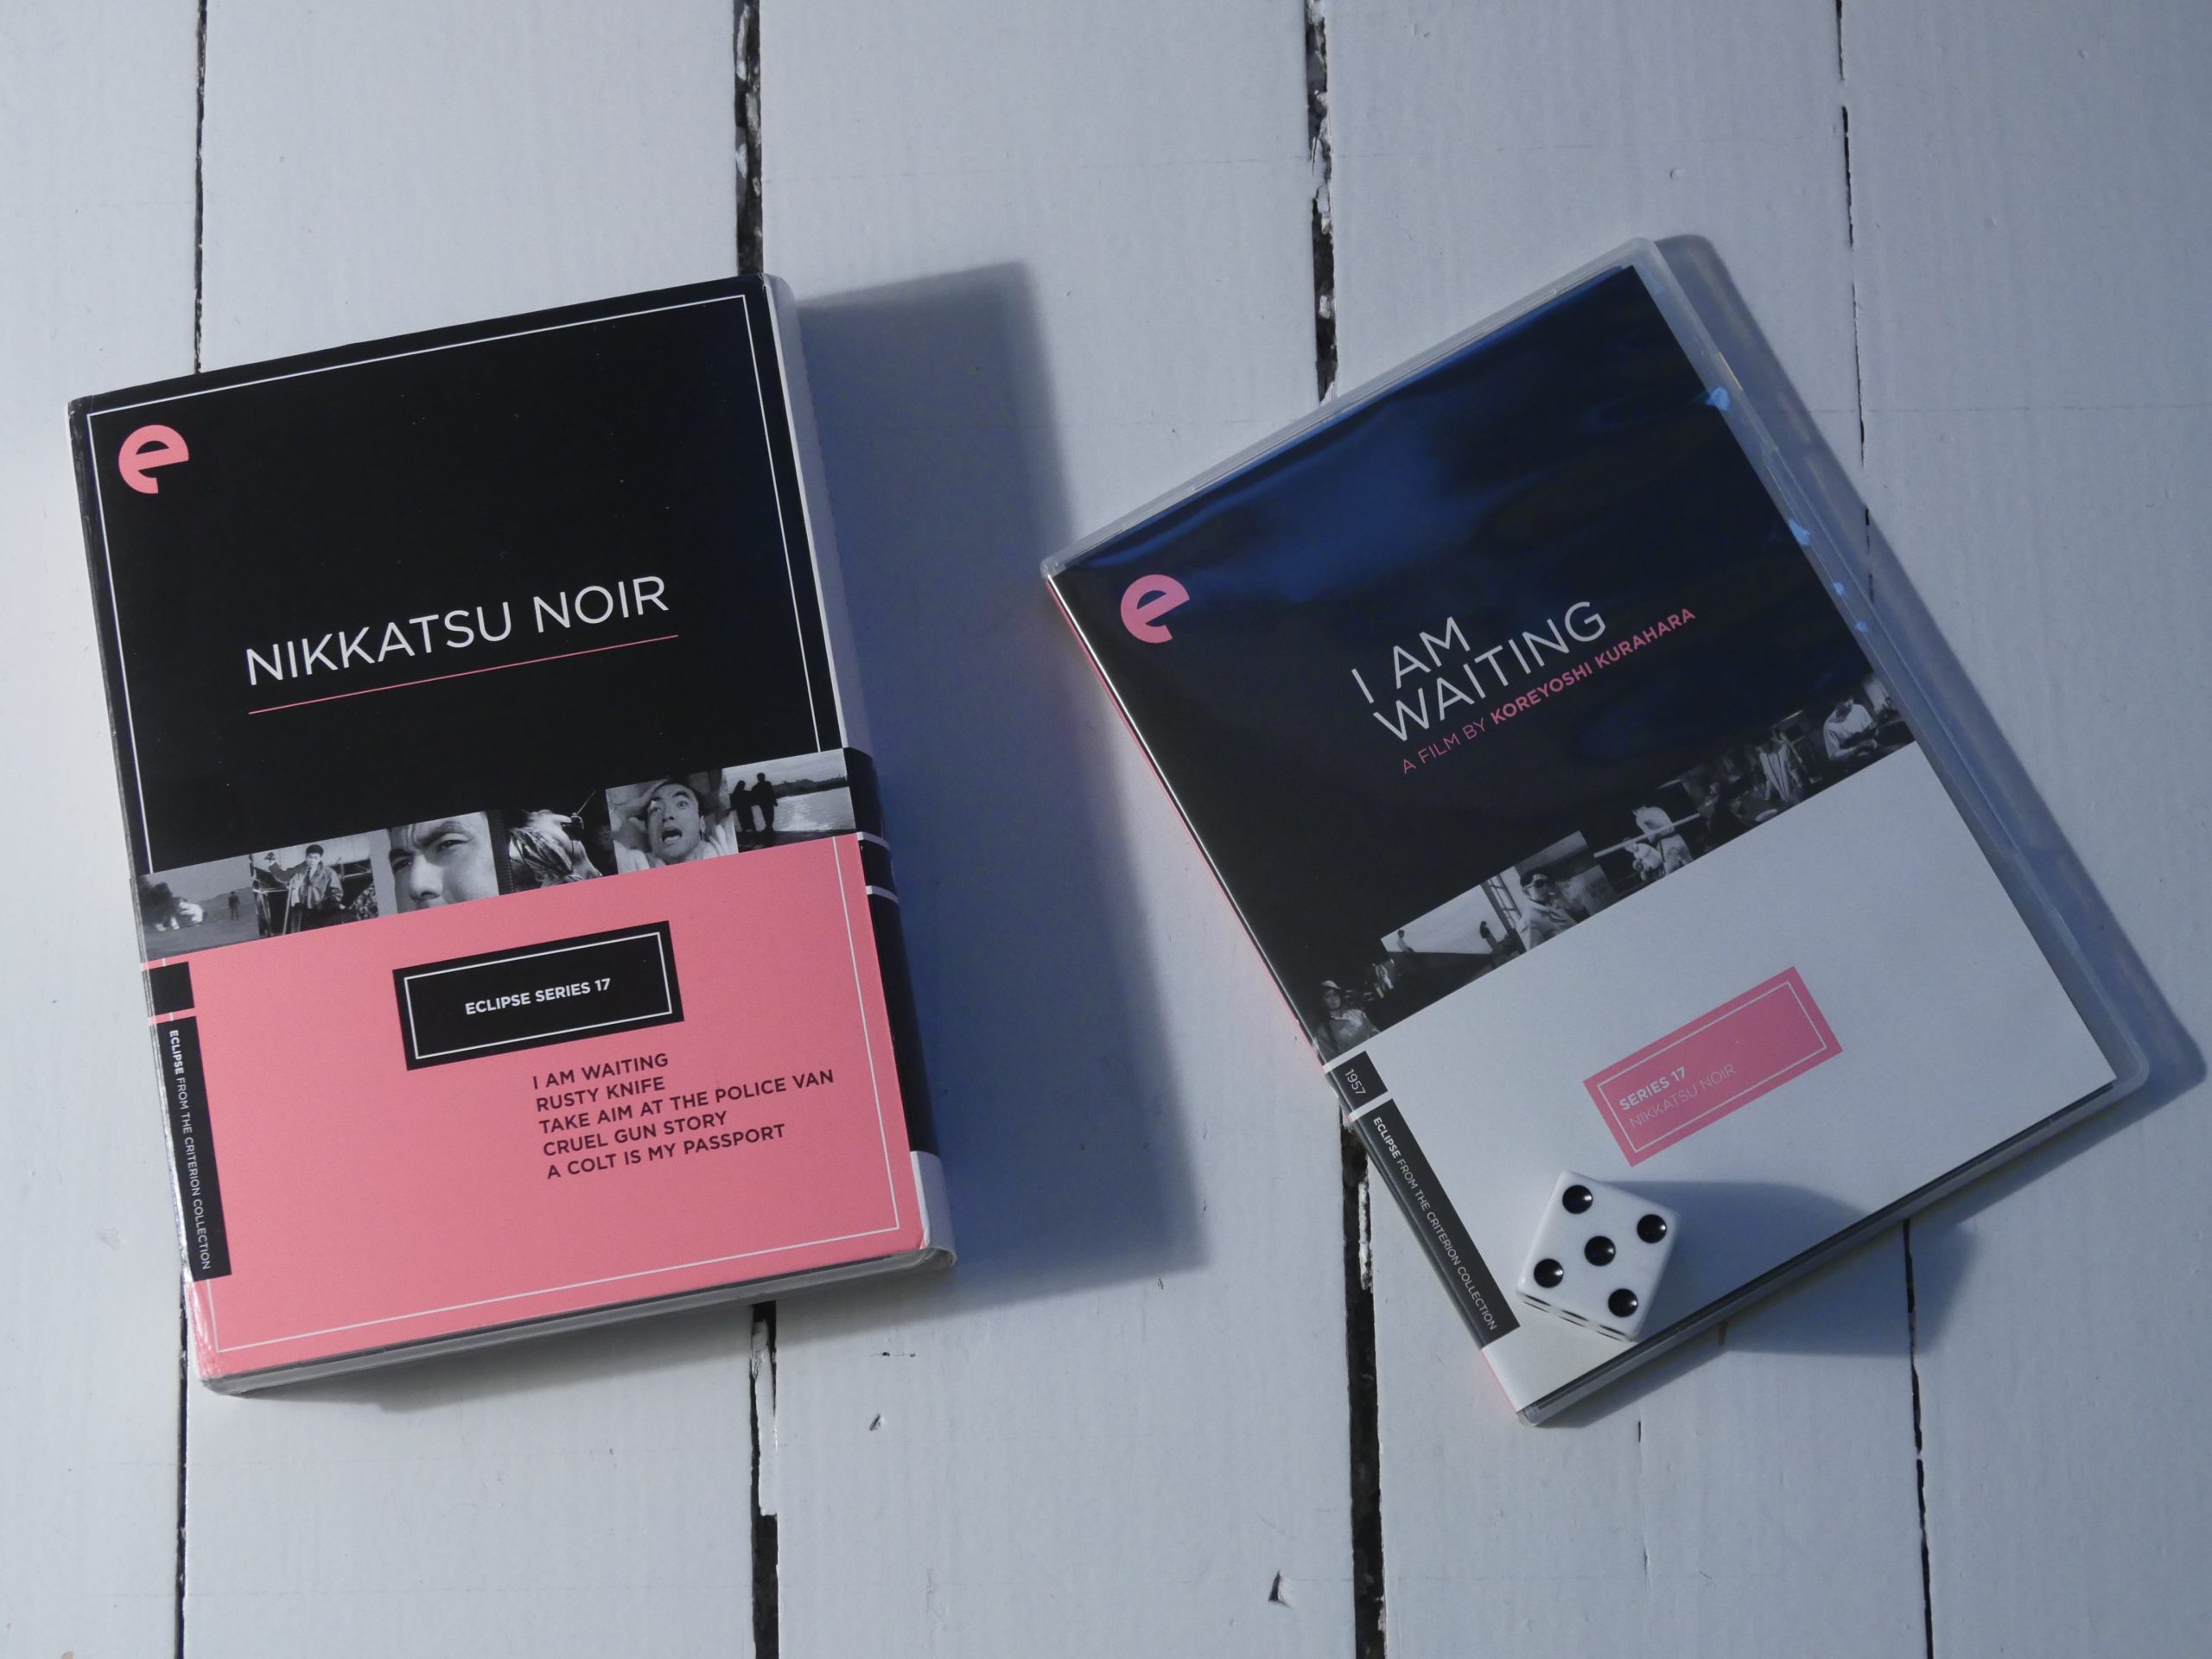 e
NIKKATSU NOIR
ECLIPSE SERIES 17
I AM WAITING
RUSTY KNIFE
TAKE AIM AT THE POLICE VAN
CRUEL GUN STORY
A COLT IS MY PASSPORT
ECLIPSE FROM THE CRITERION COLLECTION
e
I AM
WAITING
A FILM BY KOREYOSHI KURAHARA
SERIES 17
NIKKATSU NOIR
1957
ECLIPSE FROM THE CRITERION COLLECTION